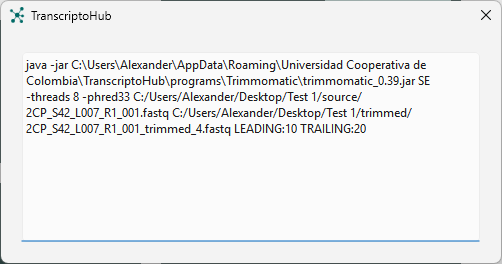 TranscriptoHub
java -jar C:\Users\Alexander\AppData\Roaming\Universidad Cooperativa de
Colombia\TranscriptoHub\programs\Trimmomatic\trimmomatic_0.39.jar SE
-threads 8 -phred33 C:/Users/Alexander/Desktop/Test 1/source/
2CP_S42_L007_R1_001.fastq C:/Users/Alexander/Desktop/Test 1/trimmed/
2CP_S42_L007_R1_001_trimmed_4.fastq LEADING:10 TRAILING:20